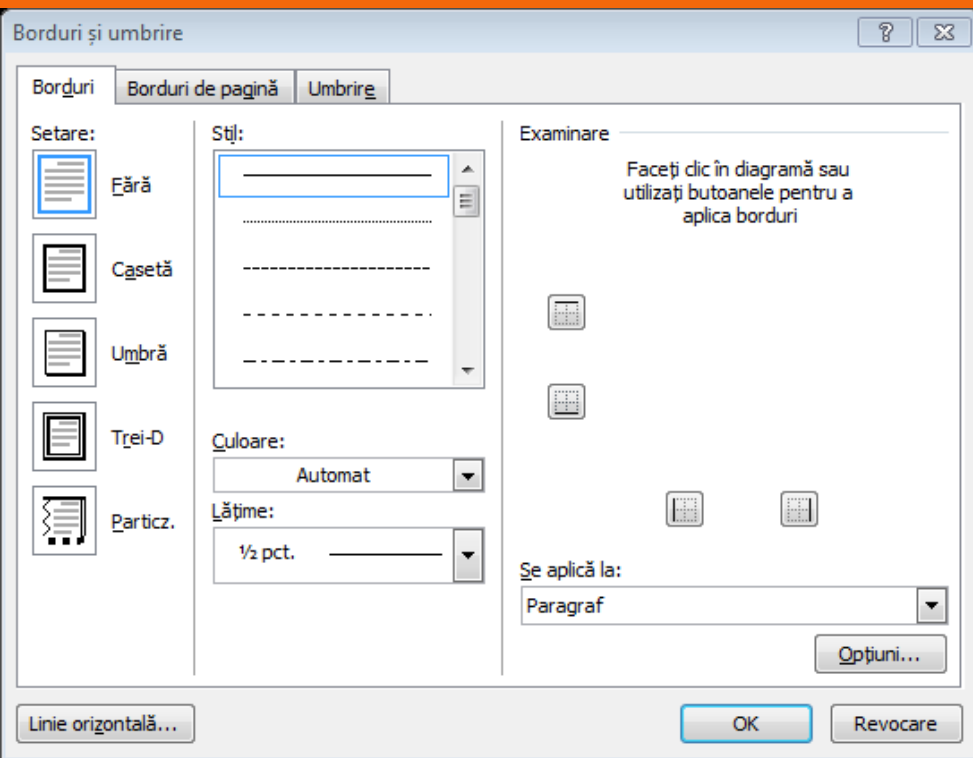 Borduri și umbrire
Borduri
Borduri de pagină
Umbrire
Setare:
Fără
Casetă
Umbră
Trei-D
Particz.
Stil:
Culoare:
Automat
Lățime:
½ pct.
Examinare
Faceți clic în diagramă sau
utilizați butoanele pentru a
aplica borduri
Se aplică la:
Paragraf
Opțiuni...
Linie orizontală...
OK
Revocare